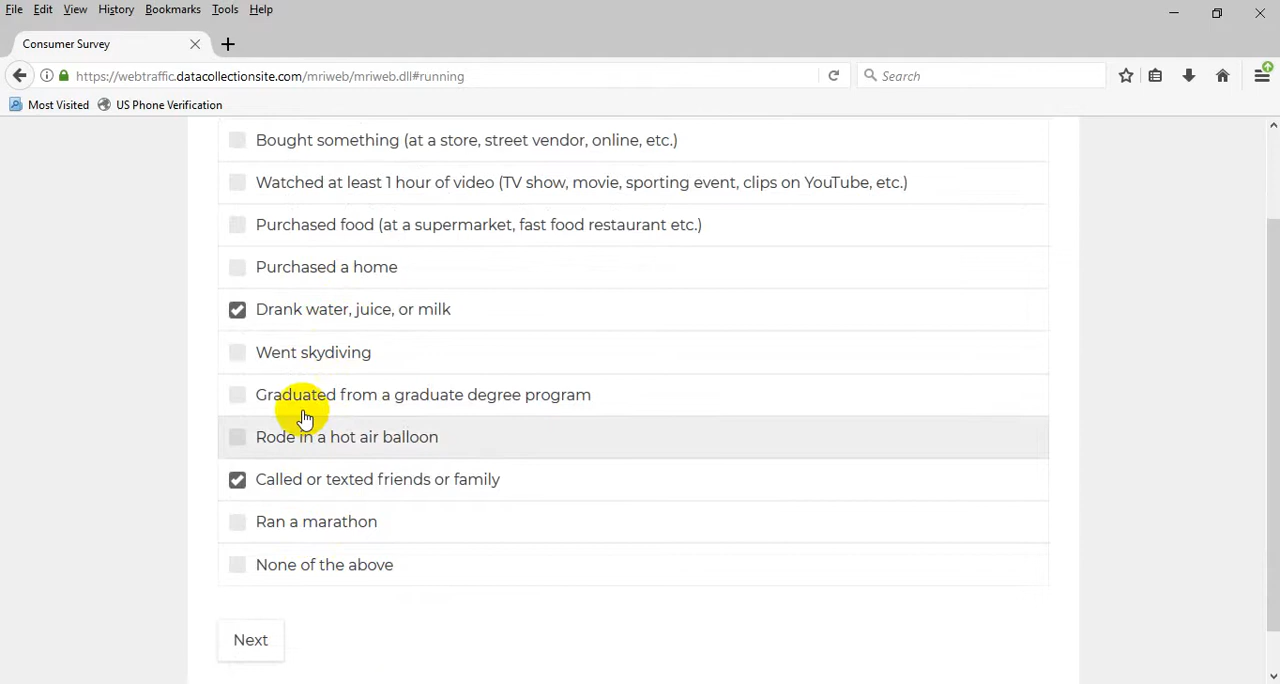 File Edit View History Bookmarks Tools Help
Consumer Survey
https://webtraffic.datacollectionsite.com/mriweb/mriweb.dll#running
Search
Most Visited US Phone Verification
Bought something (at a store, street vendor, online, etc.)
Watched at least 1 hour of video (TV show, movie, sporting event, clips on YouTube, etc.)
Purchased food (at a supermarket, fast food restaurant etc.)
Purchased a home
Drank water, juice, or milk
Went skydiving
Graduated from a graduate degree program
Rode in a hot air balloon
Called or texted friends or family
Ran a marathon
None of the above
Next